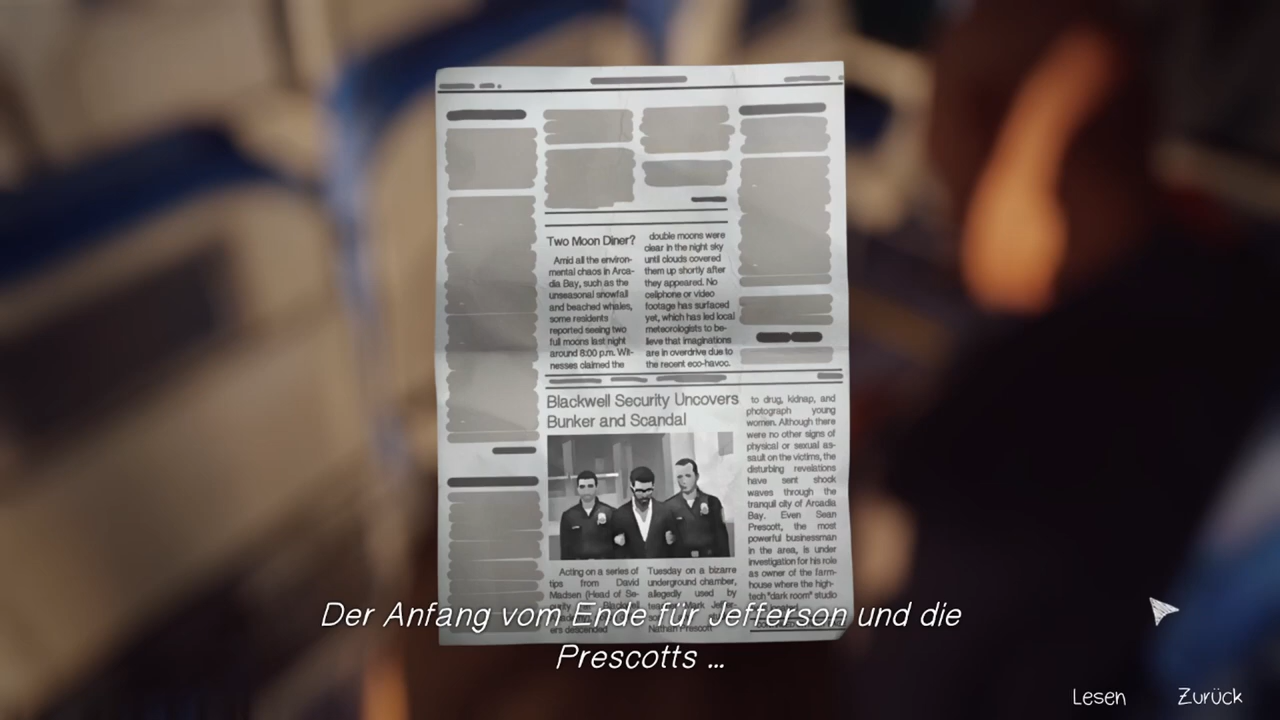 Two Moon Diner?
Amid all the environ-
mental chaos in Arca-
dia Bay, such as the
unseasonal snowfall
and beached whales,
some residents
reported seeing two
full moons last night
around 8:00 p.m. Wit-
nesses claimed the
double moons were
clear in the night sky
until clouds covered
them up shortly after
they appeared. No
cellphone or video
footage has surfaced
yet, which has led local
meteorologists to be-
lieve that imaginations
are in overdrive due to
the recent eco-havoc.
Blackwell Security Uncovers
Bunker and Scandal
Acting on a series of
tips from David
Madsen (Head of Se-
Blackwell
ers descended
Tuesday on a bizarre
underground chamber,
allegedly used by
Mark Jeffer-
Nathan Prescott
to drug, kidnap, and
photograph young
women. Although there
were no other signs of
physical or sexual as-
sault on the victims, the
disturbing revelations
have sent shock
waves through the
tranquil city of Arcadia
Bay. Even Sean
Prescott, the most
powerful businessman
in the area, is under
investigation for his role
as owner of the farm-
house where the high-
tech "dark room" studio
Der Anfang vom Ende für Jefferson und die
Prescotts ...
Lesen
Zurück